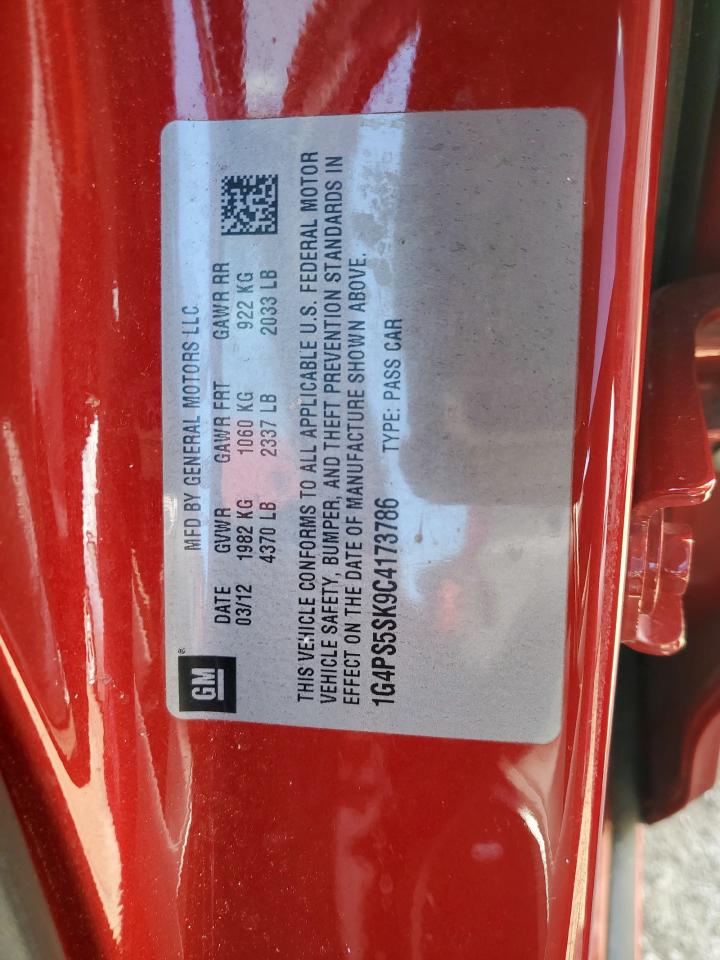 GM®
MFD BY GENERAL MOTORS LLC
DATE GVWR GAWR FRT GAWR RR
03/12 1982 KG 1060 KG 922 KG
4370 LB 2337 LB 2033 LB
THIS VEHICLE CONFORMS TO ALL APPLICABLE U.S. FEDERAL MOTOR
VEHICLE SAFETY, BUMPER, AND THEFT PREVENTION STANDARDS IN
EFFECT ON THE DATE OF MANUFACTURE SHOWN ABOVE.
1G4PS5SK9C4173786 TYPE: PASS CAR